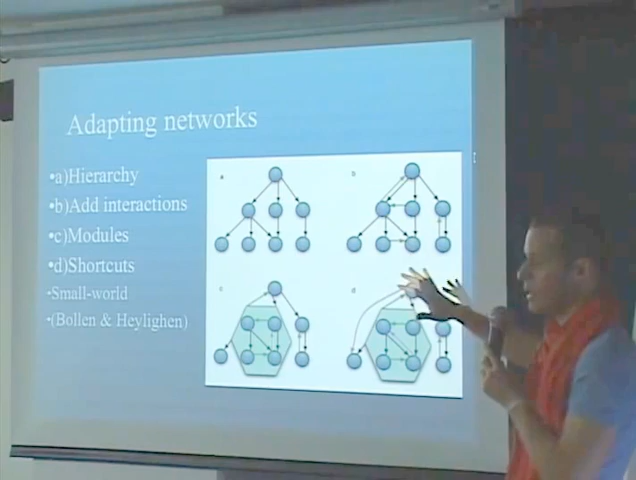 Adapting networks
•a)Hierarchy
•b)Add interactions
•c)Modules
•d)Shortcuts
•Small-world
•(Bollen & Heylighen)
a
b
c
d